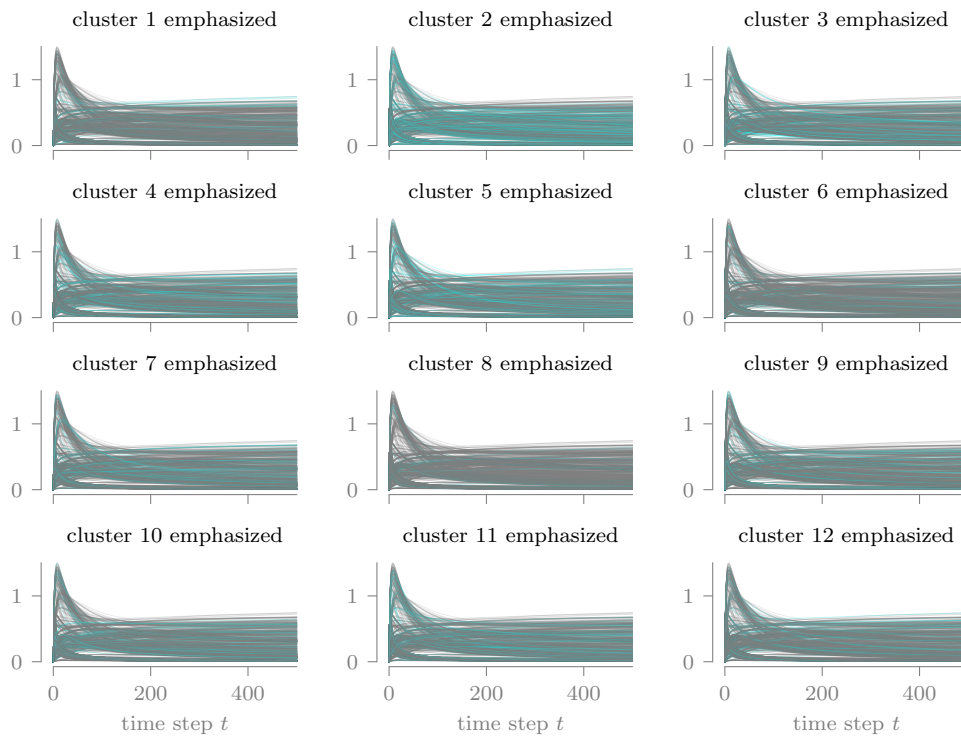 cluster 1 emphasized
cluster 2 emphasized
cluster 3 emphasized
1
0
0
200
400
1
0
0
200
400
1
0
0
200
400
cluster 4 emphasized
cluster 5 emphasized
cluster 6 emphasized
1
0
1
0
1
0
cluster 7 emphasized
cluster 8 emphasized
cluster 9 emphasized
1
0
1
0
1
0
cluster 10 emphasized
cluster 11 emphasized
cluster 12 emphasized
1
0
1
0
1
0
time step t
time step t
time step t